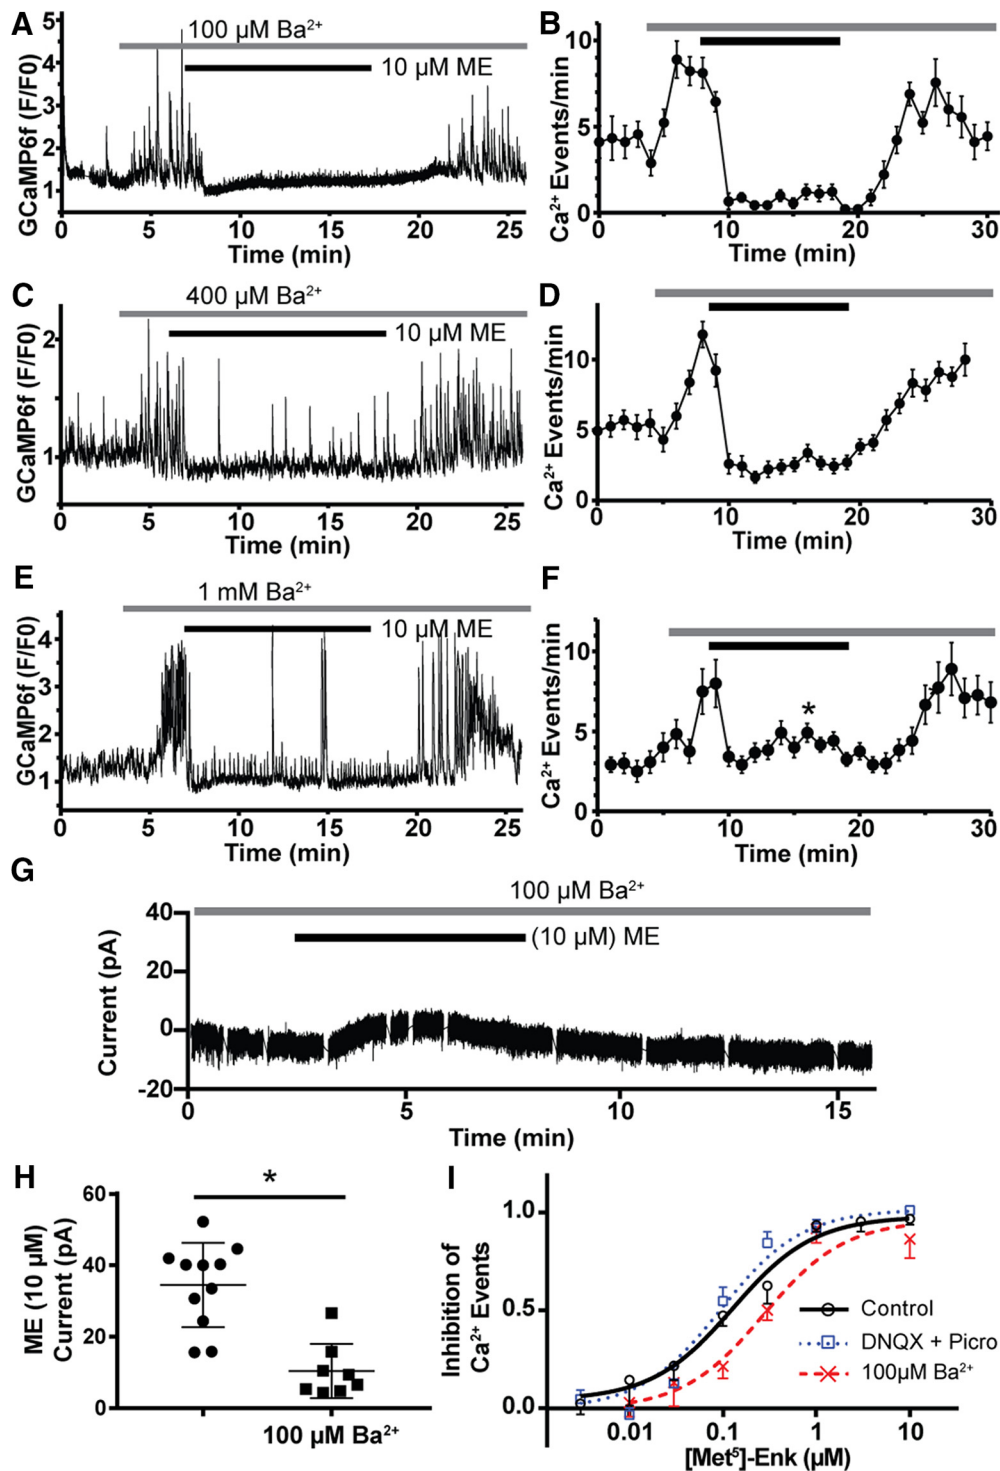 A
100 µM Ba²⁺
10 µM ME
GCaMP6f (F/F0)
5
4
3
2
1
0 5 10 15 20 25
Time (min)
B
Ca²⁺ Events/min
10
5
0
0 10 20 30
Time (min)
C
400 µM Ba²⁺
10 µM ME
GCaMP6f (F/F0)
2
1
0 5 10 15 20 25
Time (min)
D
Ca²⁺ Events/min
10
5
0
0 10 20 30
Time (min)
E
1 mM Ba²⁺
10 µM ME
GCaMP6f (F/F0)
4
3
2
1
0 5 10 15 20 25
Time (min)
F
Ca²⁺ Events/min
10
5
0
*
0 10 20 30
Time (min)
G
100 µM Ba²⁺
(10 µM) ME
Current (pA)
40
20
0
-20
0 5 10 15
Time (min)
H
ME (10 µM)
Current (pA)
60
40
20
0
*
100 µM Ba²⁺
I
Inhibition of
Ca²⁺ Events
1.0
0.5
0.0
Control
DNQX + Picro
100µM Ba²⁺
0.01 0.1 1 10
[Met⁵]-Enk (µM)